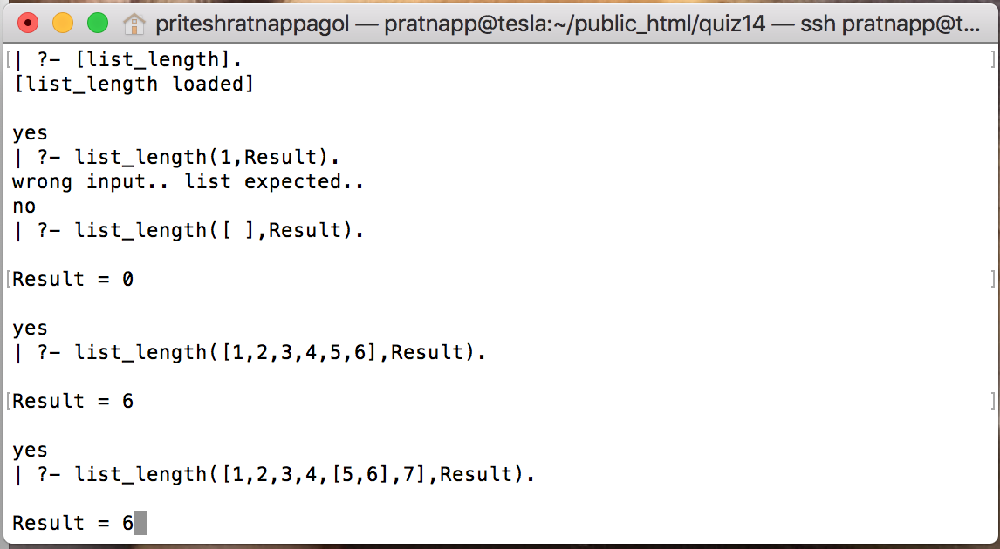 priteshratnappagol — pratnapp@tesla:~/public_html/quiz14 — ssh pratnapp@t...
| ?- [list_length].
[list_length loaded]
yes
| ?- list_length(1,Result).
wrong input.. list expected..
no
| ?- list_length([ ],Result).
Result = 0
yes
| ?- list_length([1,2,3,4,5,6],Result).
Result = 6
yes
| ?- list_length([1,2,3,4,[5,6],7],Result).
Result = 6